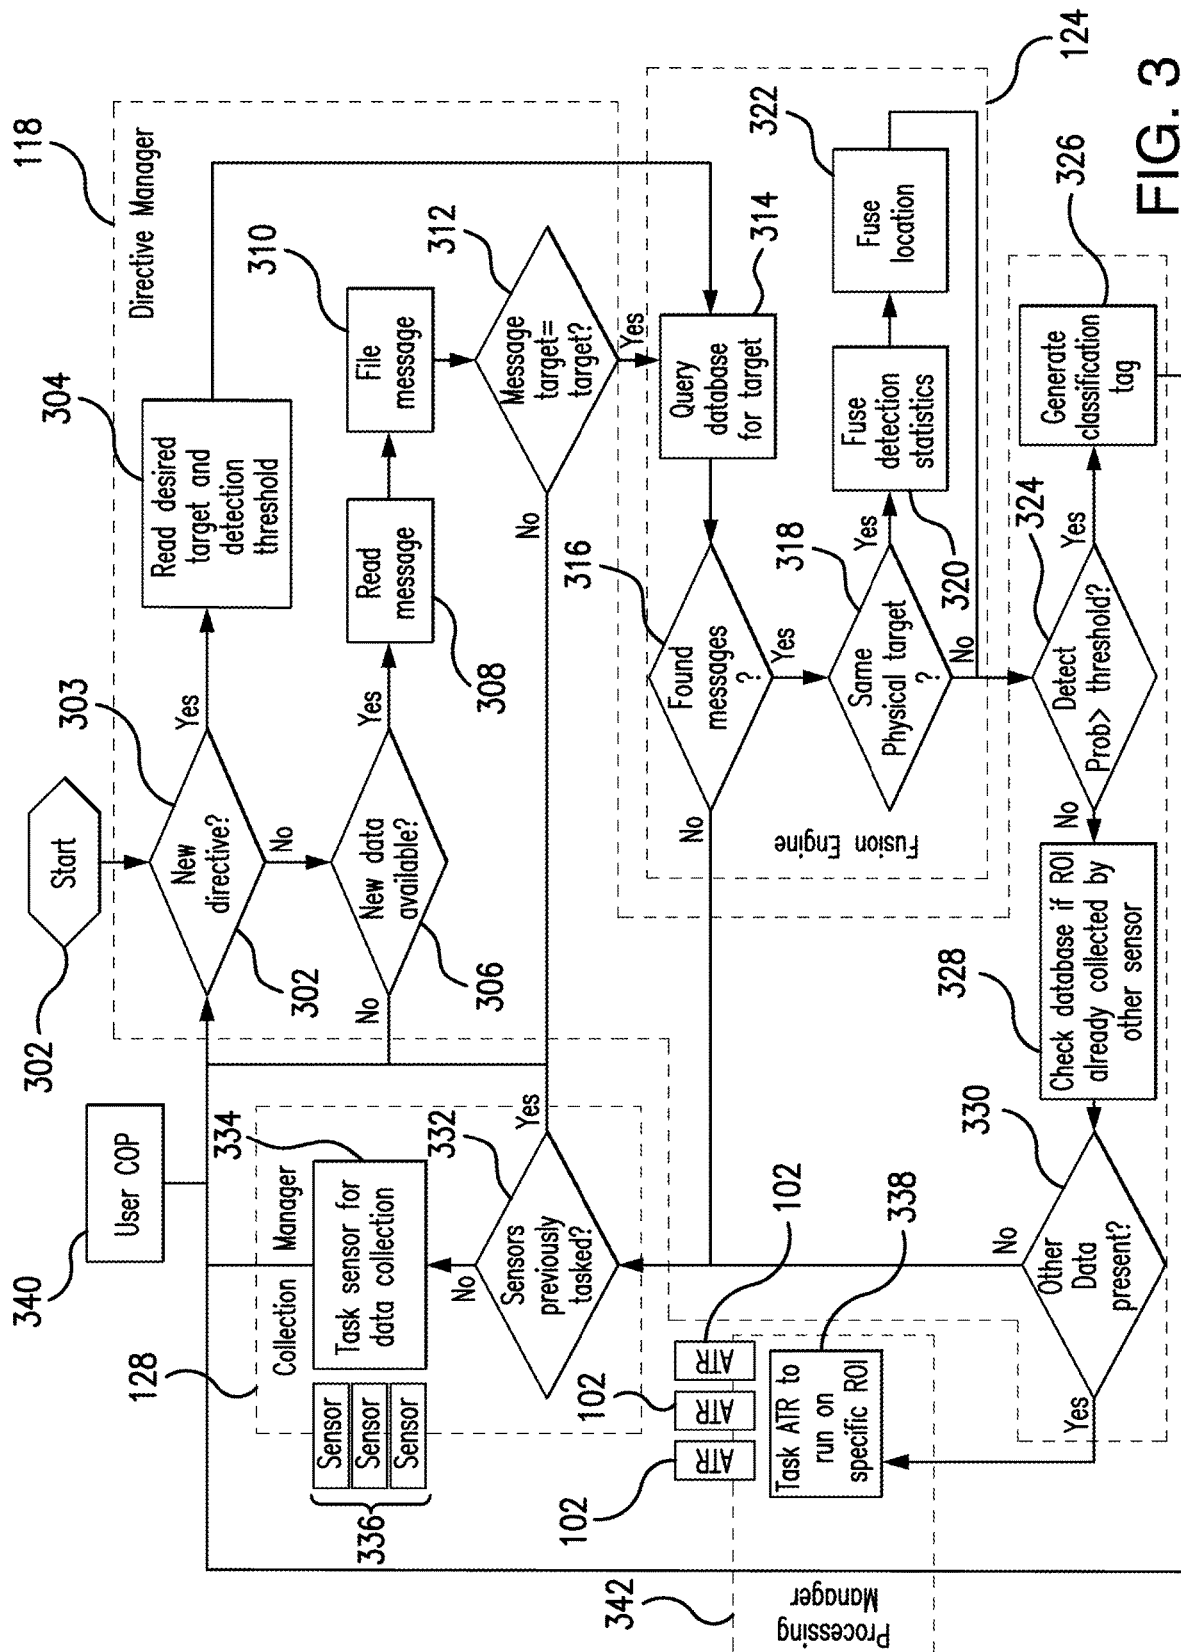 302
Start
118
Directive Manager
303
New
directive?
302
Yes
No
304
Read desired
target and
detection
threshold
306
New data
available?
Yes
No
308
Read
message
310
File
message
312
Message
target=
target?
Yes
No
340
User COP
128
Collection Manager
334
Task sensor for
data collection
332
Sensors
previously
tasked?
Yes
No
Sensor
Sensor
Sensor
336
124
Fusion Engine
314
Query
database
for target
316
Found
messages
?
Yes
No
318
Same
Physical target
?
Yes
No
320
Fuse
detection
statistics
322
Fuse
location
324
Detect
Prob> threshold?
Yes
No
326
Generate
classification
tag
328
Check database if ROI
already collected by
other sensor
330
Other
Data
present?
No
Yes
342
Processing
Manager
102
ATR
102
ATR
102
ATR
338
Task ATR to
run on
specific ROI
FIG. 3